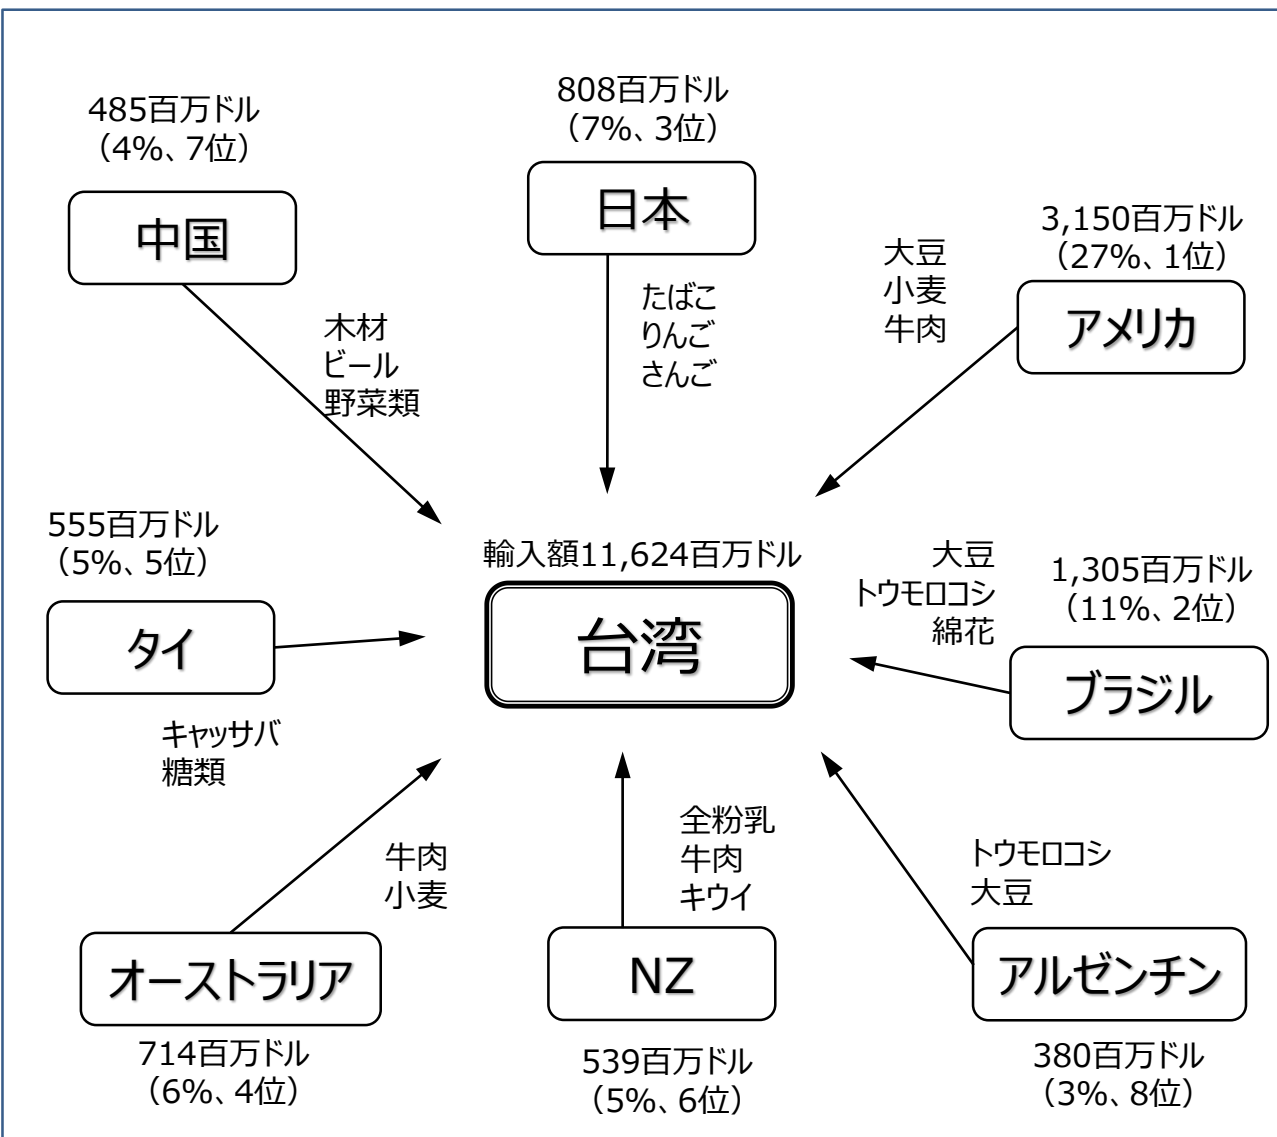 485百万ドル
（4%、7位）
中国
木材
ビール
野菜類
808百万ドル
（7%、3位）
日本
たばこ
りんご
さんご
3,150百万ドル
（27%、1位）
アメリカ
大豆
小麦
牛肉
555百万ドル
（5%、5位）
タイ
キャッサバ
糖類
輸入額11,624百万ドル
台湾
大豆
トウモロコシ
綿花
1,305百万ドル
（11%、2位）
ブラジル
牛肉
小麦
オーストラリア
714百万ドル
（6%、4位）
全粉乳
牛肉
キウイ
NZ
539百万ドル
（5%、6位）
トウモロコシ
大豆
アルゼンチン
380百万ドル
（3%、8位）